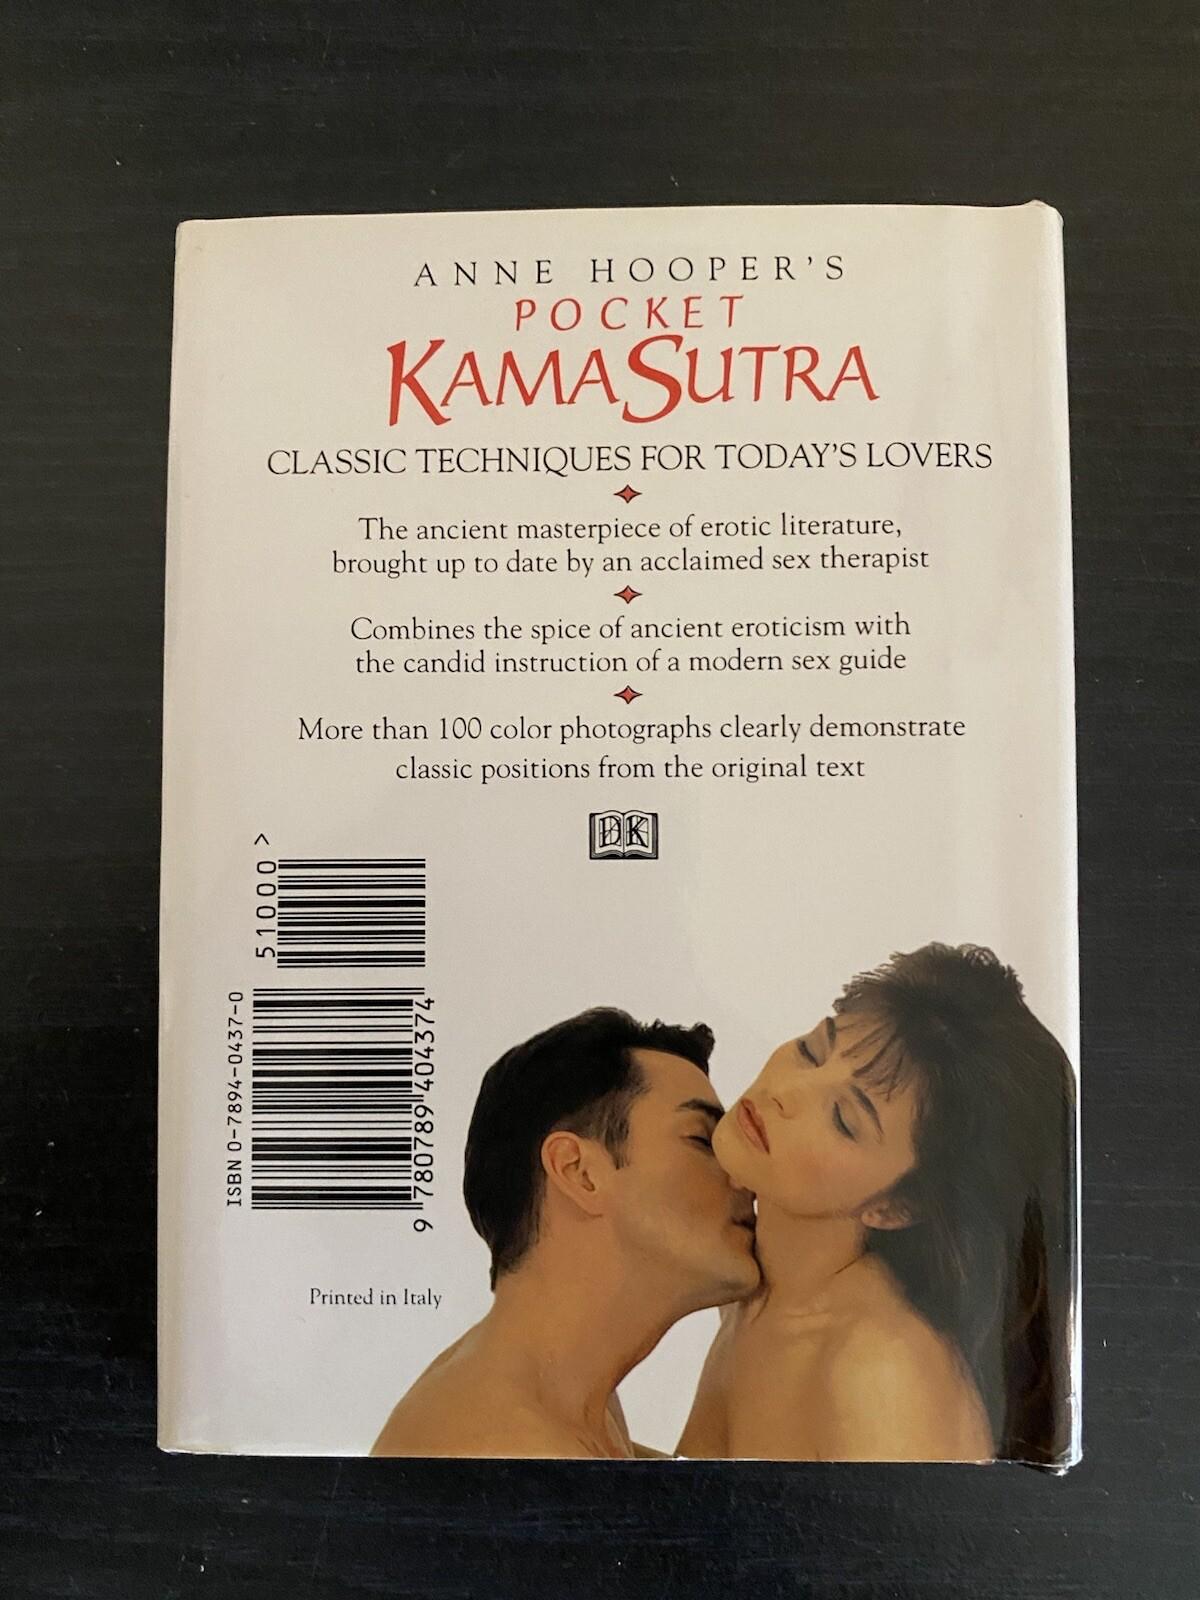 ANNE HOOPER'S
POCKET
KAMA SUTRA
CLASSIC TECHNIQUES FOR TODAY'S LOVERS
The ancient masterpiece of erotic literature,
brought up to date by an acclaimed sex therapist
Combines the spice of ancient eroticism with
the candid instruction of a modern sex guide
More than 100 color photographs clearly demonstrate
classic positions from the original text
DK
51000>
ISBN 0-7894-0437-0
9 780789 404374
Printed in Italy